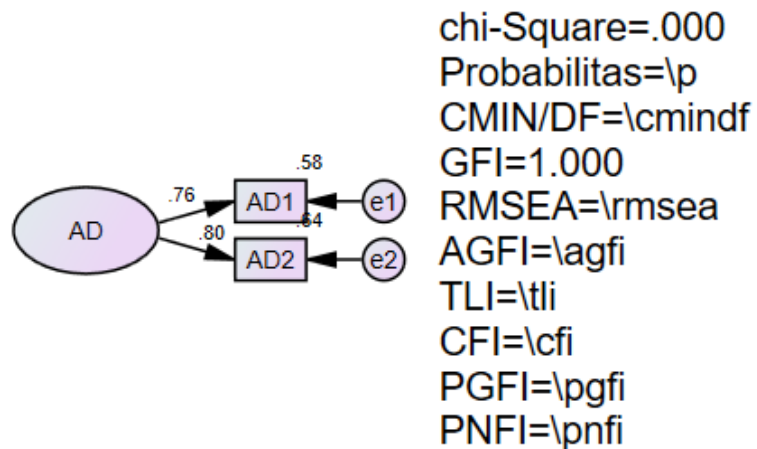 chi-Square=.000
Probabilitas=\p
CMIN/DF=\cmindf
GFI=1.000
RMSEA=\rmsea
AGFI=\agfi
TLI=\tli
CFI=\cfi
PGFI=\pgfi
PNFI=\pnfi
.58
.76
AD1
e1
AD
.64
.80
AD2
e2